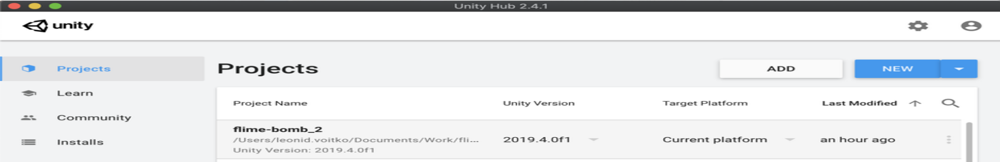 Unity Hub 2.4.1
unity
Projects
Learn
Community
Installs
Projects
ADD
NEW
Project Name
Unity Version
Target Platform
Last Modified
flime-bomb_2
/Users/leonid.voitko/Documents/Work/fli...
Unity Version: 2019.4.0f1
2019.4.0f1
Current platform
an hour ago